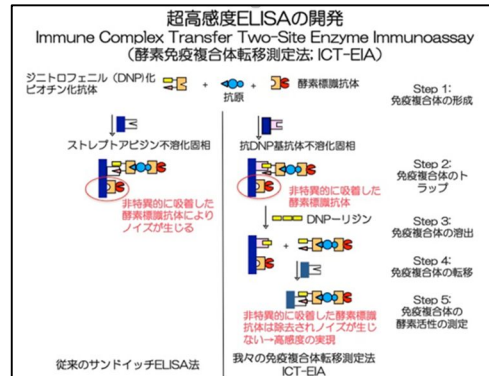 超高感度ELISAの開発
Immune Complex Transfer Two-Site Enzyme Immunoassay
(酵素免疫複合体転移測定法; ICT-EIA)
ジニトロフェニル(DNP)化
ビオチン化抗体
+
抗原
+
酵素標識抗体
Step 1:
免疫複合体の形成
ストレプトアビジン不溶化固相
抗DNP基抗体不溶化固相
Step 2:
免疫複合体のト
ラップ
非特異的に吸着した
酵素標識抗体により
ノイズが生じる
非特異的に吸着した
酵素標識抗体
DNPーリジン
Step 3:
免疫複合体の溶出
+
Step 4:
免疫複合体の転移
Step 5:
免疫複合体の
酵素活性の測定
非特異的に吸着した酵素標識
抗体は除去されノイズが生じ
ない→高感度の実現
従来のサンドイッチELISA法
我々の免疫複合体転移測定法
ICT-EIA